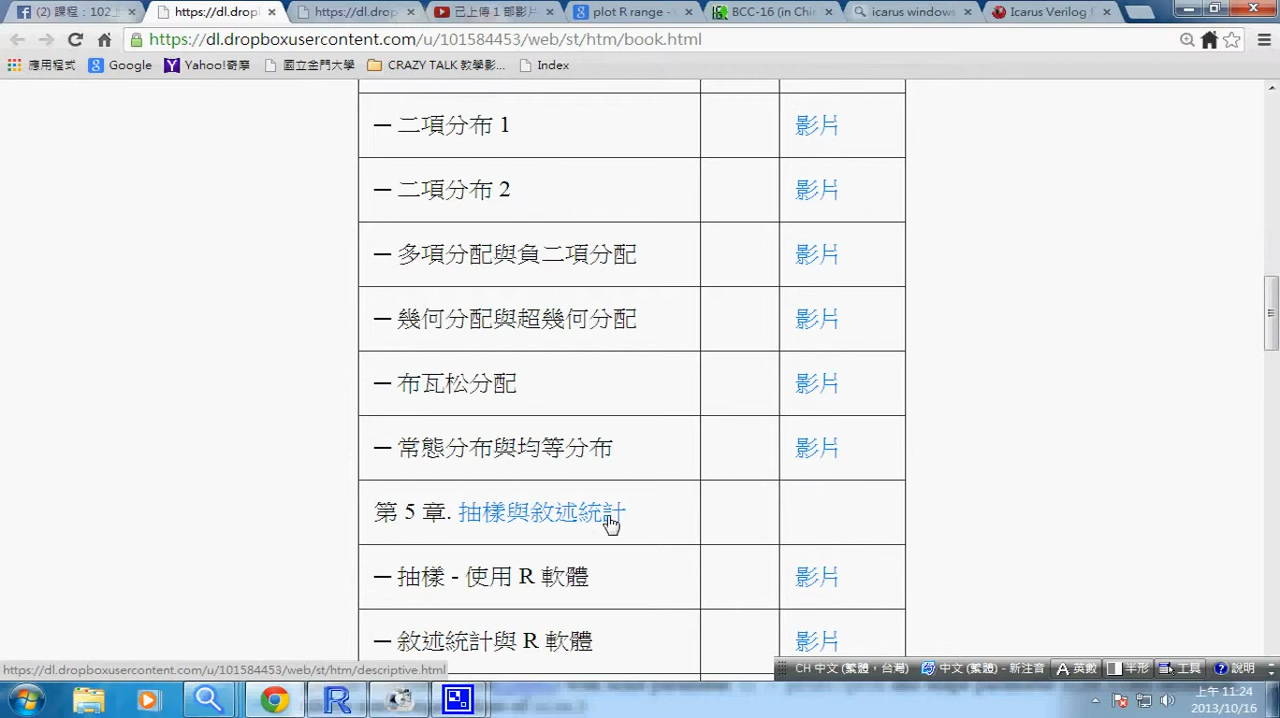 (2) 課程：102上
https://dl.dropl
https://dl.drop
已上傳 1 部影片
plot R range -
BCC-16 (in Chin
icarus windows
Icarus Verilog F
https://dl.dropboxusercontent.com/u/101584453/web/st/htm/book.html
應用程式
Google
Yahoo!奇摩
國立金門大學
CRAZY TALK 教學影...
Index
─ 二項分布 1
影片
─ 二項分布 2
影片
─ 多項分配與負二項分配
影片
─ 幾何分配與超幾何分配
影片
─ 布瓦松分配
影片
─ 常態分布與均等分布
影片
第 5 章. 抽樣與敘述統計
─ 抽樣 - 使用 R 軟體
影片
─ 敘述統計與 R 軟體
影片
https://dl.dropboxusercontent.com/u/101584453/web/st/htm/descriptive.html
CH 中文 (繁體，台灣)
中文 (繁體) - 新注音
英數
半形
工具
說明
上午 11:24
2013/10/16